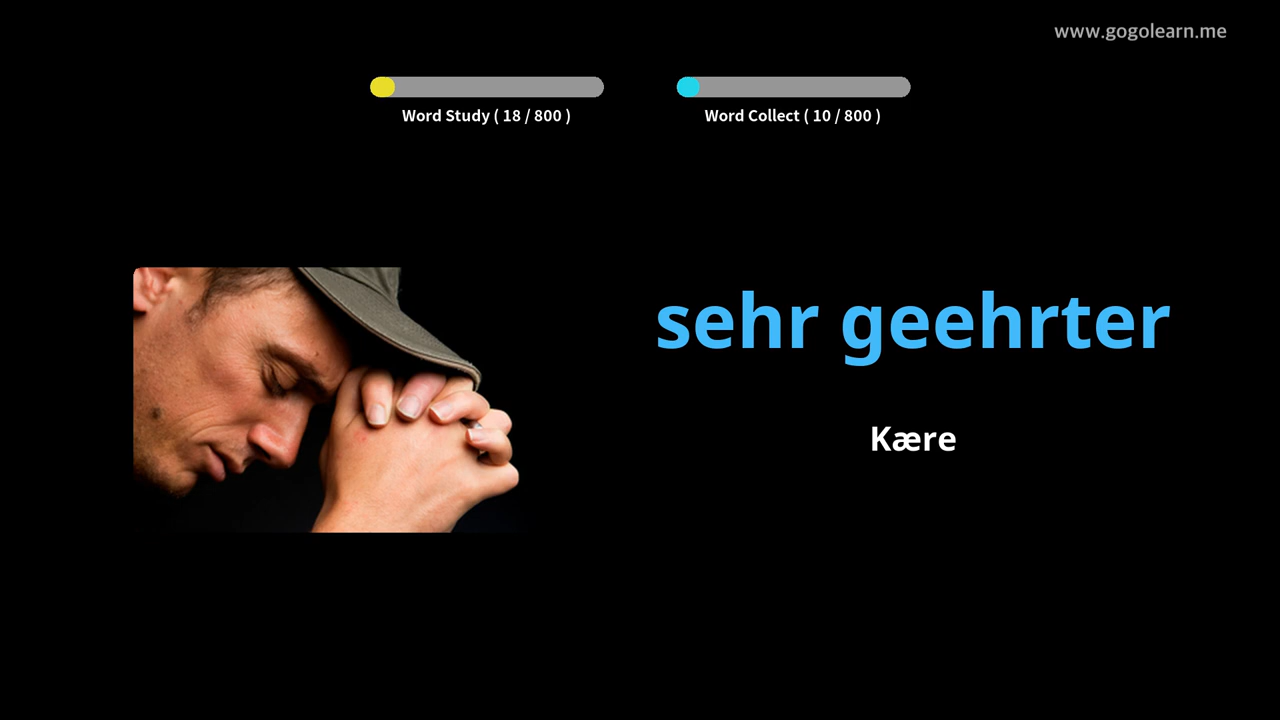 www.gogolearn.me
Word Study ( 18 / 800 )
Word Collect ( 10 / 800 )
sehr geehrter
Kære